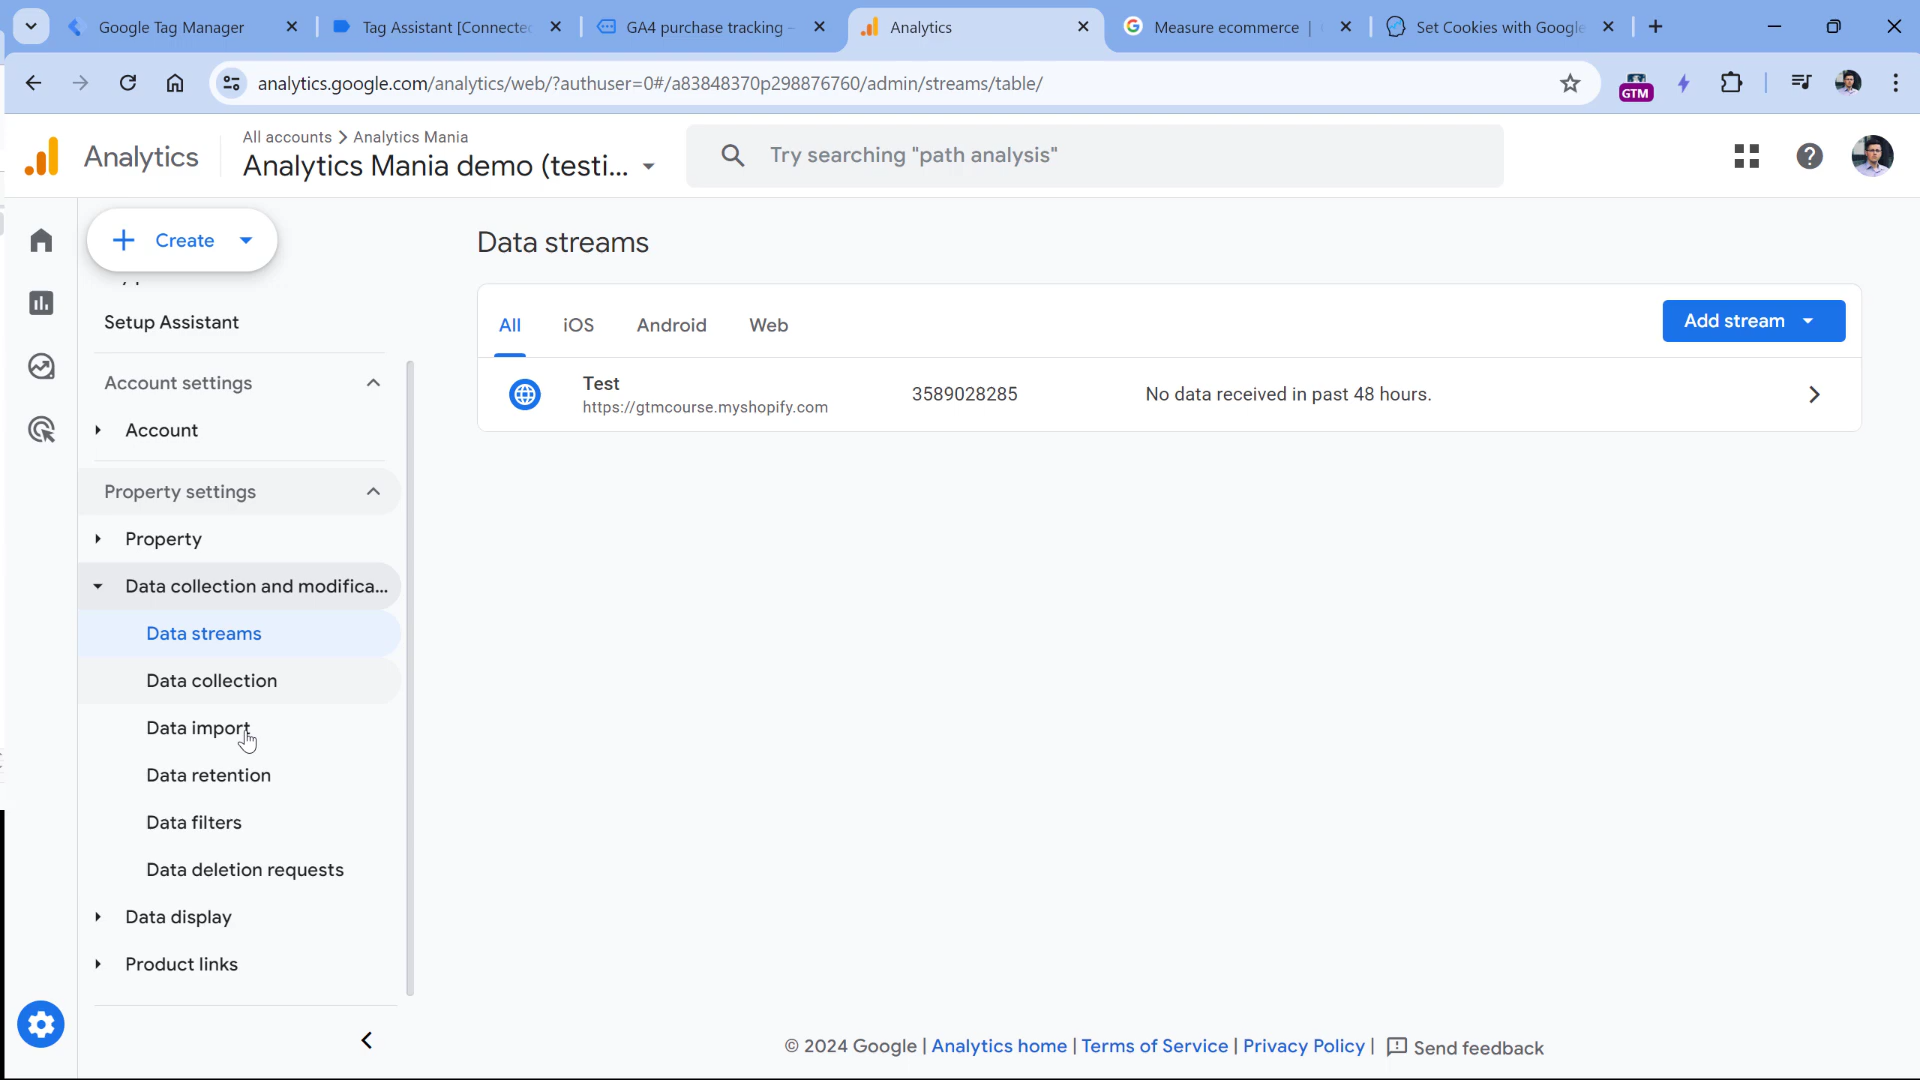 Google Tag Manager
Tag Assistant [Connecte
GA4 purchase tracking -
Analytics
Measure ecommerce |
Set Cookies with Google
analytics.google.com/analytics/web/?authuser=0#/a83848370p298876760/admin/streams/table/
GTM
Analytics
All accounts > Analytics Mania
Analytics Mania demo (testi...
Try searching "path analysis"
Create
Setup Assistant
Account settings
Account
Property settings
Property
Data collection and modifica...
Data streams
Data collection
Data import
Data retention
Data filters
Data deletion requests
Data display
Product links
Data streams
All
iOS
Android
Web
Add stream
Test
https://gtmcourse.myshopify.com
3589028285
No data received in past 48 hours.
© 2024 Google | Analytics home | Terms of Service | Privacy Policy | Send feedback